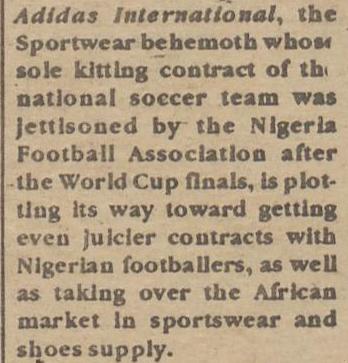 Adidas International, the
Sportwear behemoth whose
sole kitting contract of the
national soccer team was
jettisoned by the Nigeria
Football Association after
the World Cup finals, is plot-
ting its way toward getting
even juicier contracts with
Nigerian footballers, as well
as taking over the African
market in sportswear and
shoes supply.